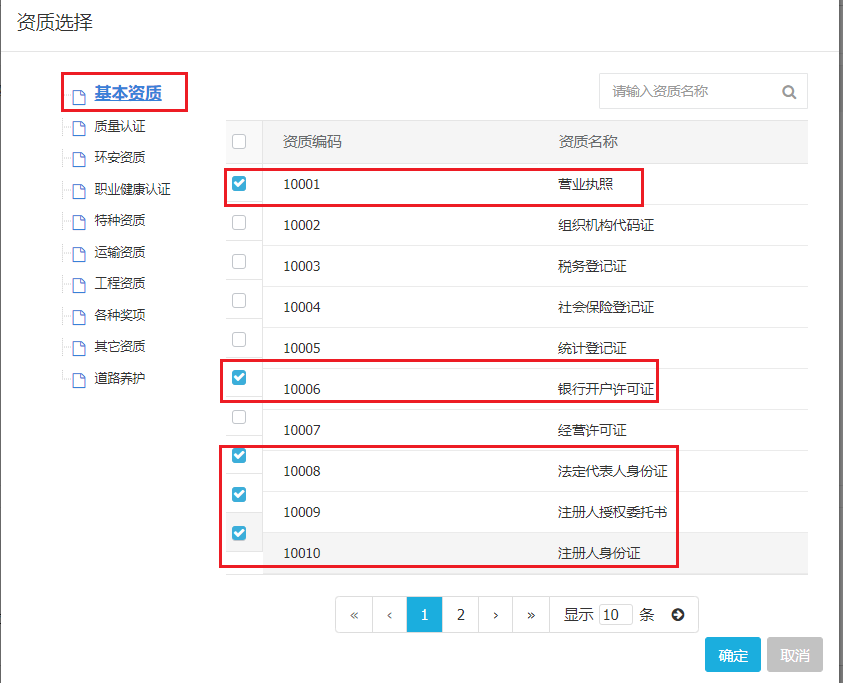 资质选择
基本资质
质量认证
环安资质
职业健康认证
特种资质
运输资质
工程资质
各种奖项
其它资质
道路养护
请输入资质名称
资质编码 资质名称
10001 营业执照
10002 组织机构代码证
10003 税务登记证
10004 社会保险登记证
10005 统计登记证
10006 银行开户许可证
10007 经营许可证
10008 法定代表人身份证
10009 注册人授权委托书
10010 注册人身份证
« ‹ 1 2 › » 显示 10 条
确定 取消